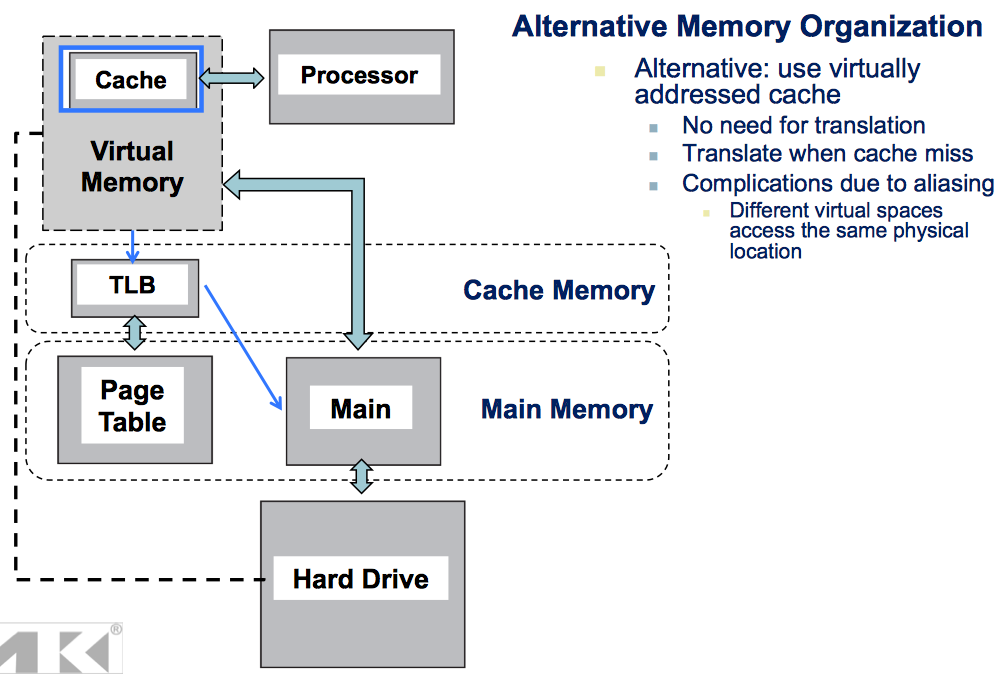 Alternative Memory Organization
Alternative: use virtually
addressed cache
No need for translation
Translate when cache miss
Complications due to aliasing
Different virtual spaces
access the same physical
location
Cache
Processor
Virtual
Memory
TLB
Cache Memory
Page
Table
Main
Main Memory
Hard Drive
MK®